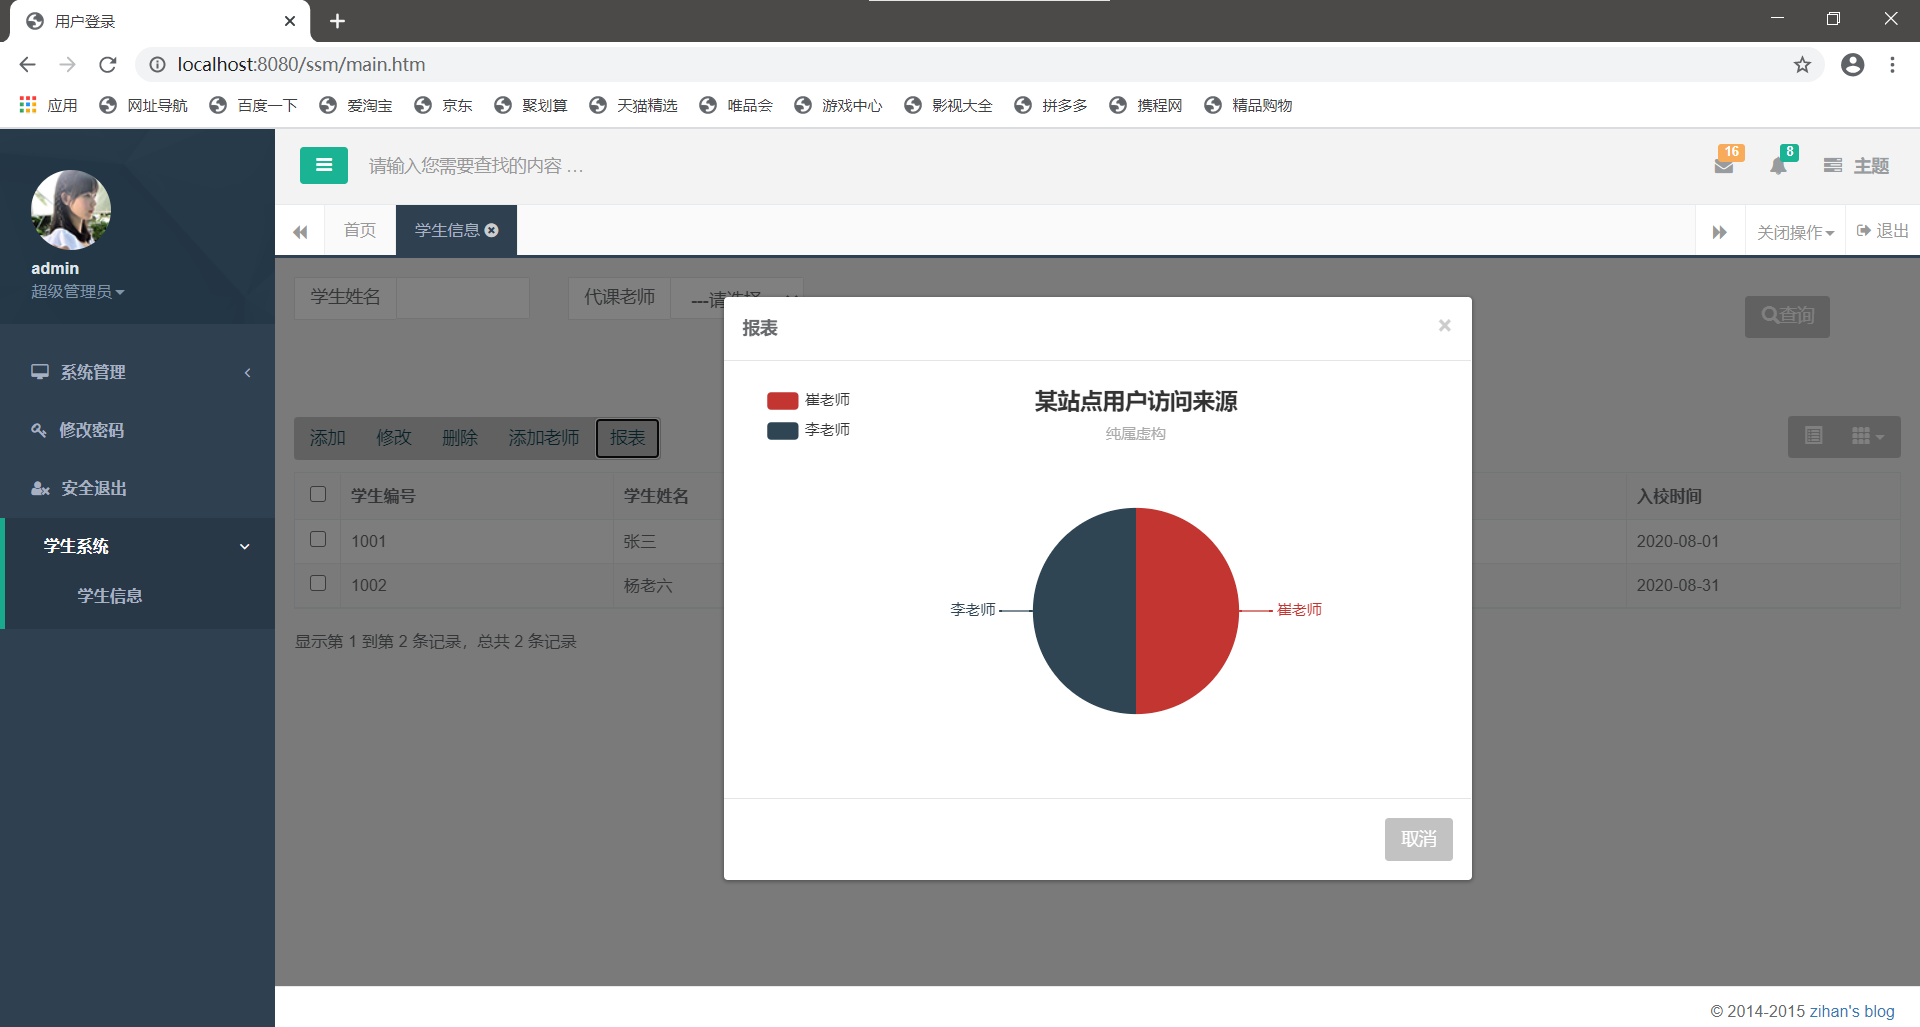 用户登录
localhost:8080/ssm/main.htm
应用 网址导航 百度一下 爱淘宝 京东 聚划算 天猫精选 唯品会 游戏中心 影视大全 拼多多 携程网 精品购物
请输入您需要查找的内容 …
16
8
主题
首页
学生信息
关闭操作
退出
admin
超级管理员
系统管理
修改密码
安全退出
学生系统
学生信息
学生姓名
代课老师
查询
添加 修改 删除 添加老师 报表
学生编号 学生姓名 入校时间
1001 张三 2020-08-01
1002 杨老六 2020-08-31
显示第 1 到第 2 条记录，总共 2 条记录
报表
×
崔老师
李老师
某站点用户访问来源
纯属虚构
李老师
崔老师
取消
© 2014-2015 zihan's blog